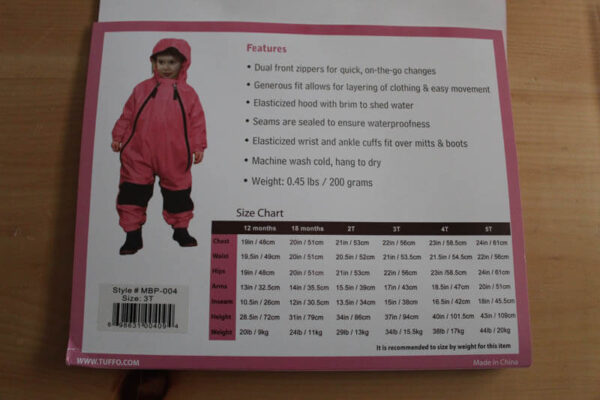 Features
• Dual front zippers for quick, on-the-go changes
• Generous fit allows for layering of clothing & easy movement
• Elasticized hood with brim to shed water
• Seams are sealed to ensure waterproofness
• Elasticized wrist and ankle cuffs fit over mitts & boots
• Machine wash cold, hang to dry
• Weight: 0.45 lbs / 200 grams
Size Chart
12 months 18 months 2T 3T 4T 5T
Chest 19in / 48cm 20in / 51cm 21in / 53cm 22in / 56cm 23in / 58.5cm 24in / 61cm
Waist 19.5in / 49cm 20in / 51cm 20.5in / 52cm 21in / 53.5cm 21.5in / 54.5cm 22in / 56cm
Hips 19in / 48cm 20in / 51cm 21in / 53cm 22in / 56cm 23in /58.5cm 24in / 61cm
Arms 13in / 32.5cm 14in / 35.5cm 15.5in / 39cm 17in / 43cm 18.5in / 47cm 20in / 51cm
Inseam 10.5in / 26cm 12in / 30.5cm 13.5in / 34cm 15in / 38cm 16.5in / 42cm 18in / 45.5cm
Height 28.5in / 72cm 31in / 79cm 34in / 86cm 37in / 94cm 40in / 101.5cm 43in / 109cm
Weight 20lb / 9kg 24lb / 11kg 29lb / 13kg 34lb / 15.5kg 38lb / 17kg 44lb / 20kg
It is recommended to size by weight for this item
Style # MBP-004
Size: 3T
6 98831 00409 4
WWW.TUFFO.COM
Made In China